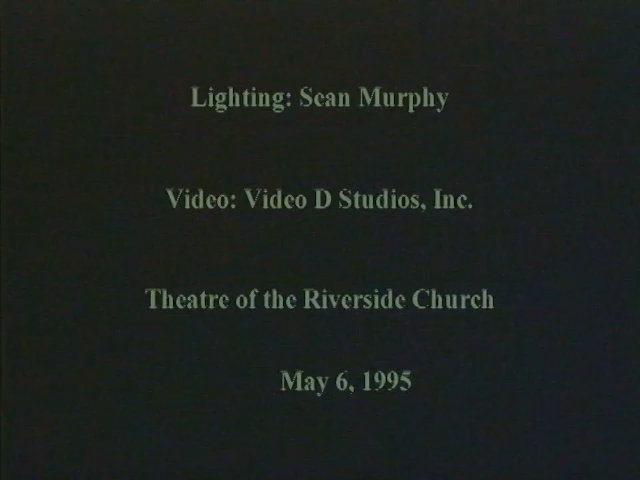 Lighting: Sean Murphy
Video: Video D Studios, Inc.
Theatre of the Riverside Church
May 6, 1995